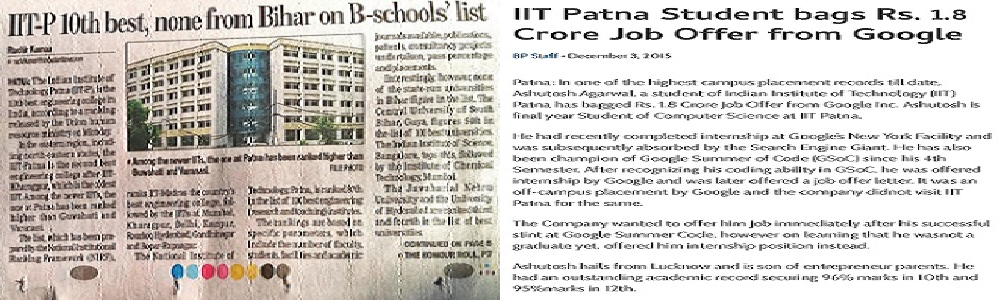 IIT-P 10th best, none from Bihar on B-schools' list
PATNA: The Indian Institute of
Technology, Patna (IIT-P), is the
10th best engineering college in
India, according to a ranking
released by the Union human
resource ministry on Monday.
In the eastern region, includ-
ing north-eastern states,
IIT-Patna is the second best
engineering college after IIT-
Kharagpur, which is the oldest
IIT. Among the newer IITs, the
one at Patna has been ranked
higher than Guwahati and
Varanasi.
The list, which has been pre-
pared by the National Institutional
Ranking Framework (NIRF),
Among the newer IITs, the one at Patna has been ranked higher than
Guwahati and Varanasi.
FILE PHOTO
ranks IIT-Madras the country's
best engineering college, fol-
lowed by the IITs of Mumbai,
Kharagpur, Delhi, Kanpur,
Roorkee, Hyderabad, Gandhinagar
and Ropar-Rupnagar.
The National Institute of
Technology, Patna, is ranked
in the list of 100 best engineering
research and teaching institutes.
The rankings are based on
specific parameters, which
include the number of faculty,
students, facilities and academic
journals available, publications,
patents, consultancy projects
undertaken, pass percentage
and placements.
Interestingly, however, none
of the state-run universities
in Bihar figure in the list. The
Central University of South
Bihar, Gaya, figures 50th in
the list of 100 best universities.
The Indian Institute of Science,
Bangalore, tops this, followed
by the Institute of Chemical
Technology, Mumbai.
The Jawaharlal Nehru
University and the University
of Hyderabad are ranked third
and fourth in the list of best
universities.
CONTINUED ON PAGE
THE HONOUR ROLL, P7
IIT Patna Student bags Rs. 1.8
Crore Job Offer from Google
BP Staff - December 3, 2015
Patna: In one of the highest campus placement records till date,
Ashutosh Agarwal, a student of Indian Institute of Technology (IIT)
Patna has bagged Rs. 1.8 Crore Job Offer from Google Inc. Ashutosh is
final year Student of Computer Science at IIT Patna.
He had recently completed internship at Google's New York Facility and
was subsequently absorbed by the Search Engine Giant. He has also
been champion of Google Summer of Code (GSoC) since his 4th
Semester. After recognizing his coding ability in GSoC, he was offered
internship by Google and was later offered a job offer letter. It was an
off-campus placement by Google and the company didnot visit IIT
Patna for the same.
The Company wanted to offer him Job immediately after his successful
stint at Google Summer Code, however on learning that he wasnot a
graduate yet, offered him internship position instead.
Ashutosh hails from Lucknow and is son of entrepreneur parents. He
had an outstanding academic record securing 96% marks in 10th and
95%marks in 12th.